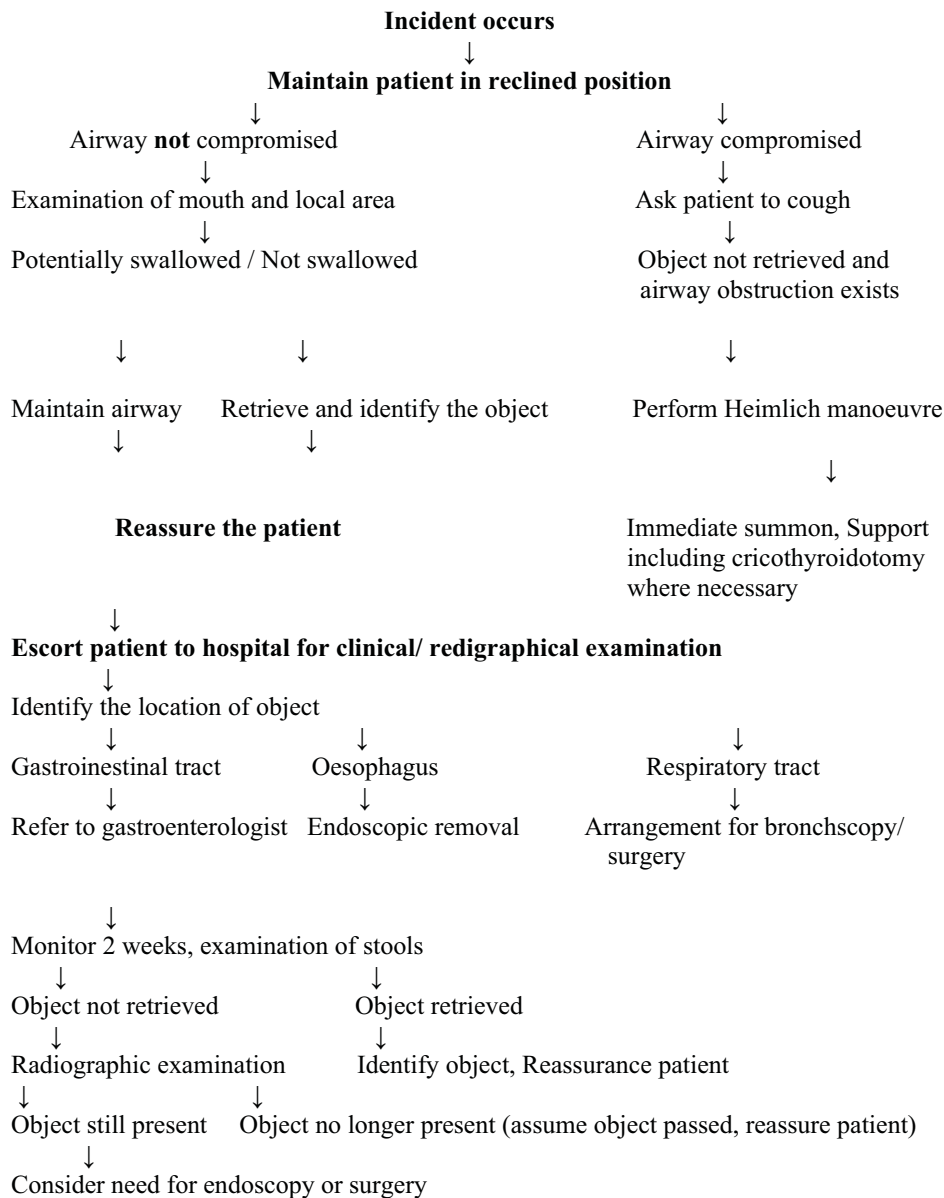 Incident occurs
↓
Maintain patient in reclined position
↓ ↓
Airway not compromised Airway compromised
↓ ↓
Examination of mouth and local area Ask patient to cough
↓ ↓
Potentially swallowed / Not swallowed Object not retrieved and
airway obstruction exists
↓ ↓ ↓
Maintain airway Retrieve and identify the object Perform Heimlich manoeuvre
↓ ↓ ↓
Reassure the patient Immediate summon, Support
including cricothyroidotomy
where necessary
↓
Escort patient to hospital for clinical/ redigraphical examination
↓
Identify the location of object
↓ ↓ ↓
Gastroinestinal tract Oesophagus Respiratory tract
↓ ↓ ↓
Refer to gastroenterologist Endoscopic removal Arrangement for bronchscopy/
surgery
↓
Monitor 2 weeks, examination of stools
↓ ↓
Object not retrieved Object retrieved
↓ ↓
Radiographic examination Identify object, Reassurance patient
↓ ↓
Object still present Object no longer present (assume object passed, reassure patient)
↓
Consider need for endoscopy or surgery